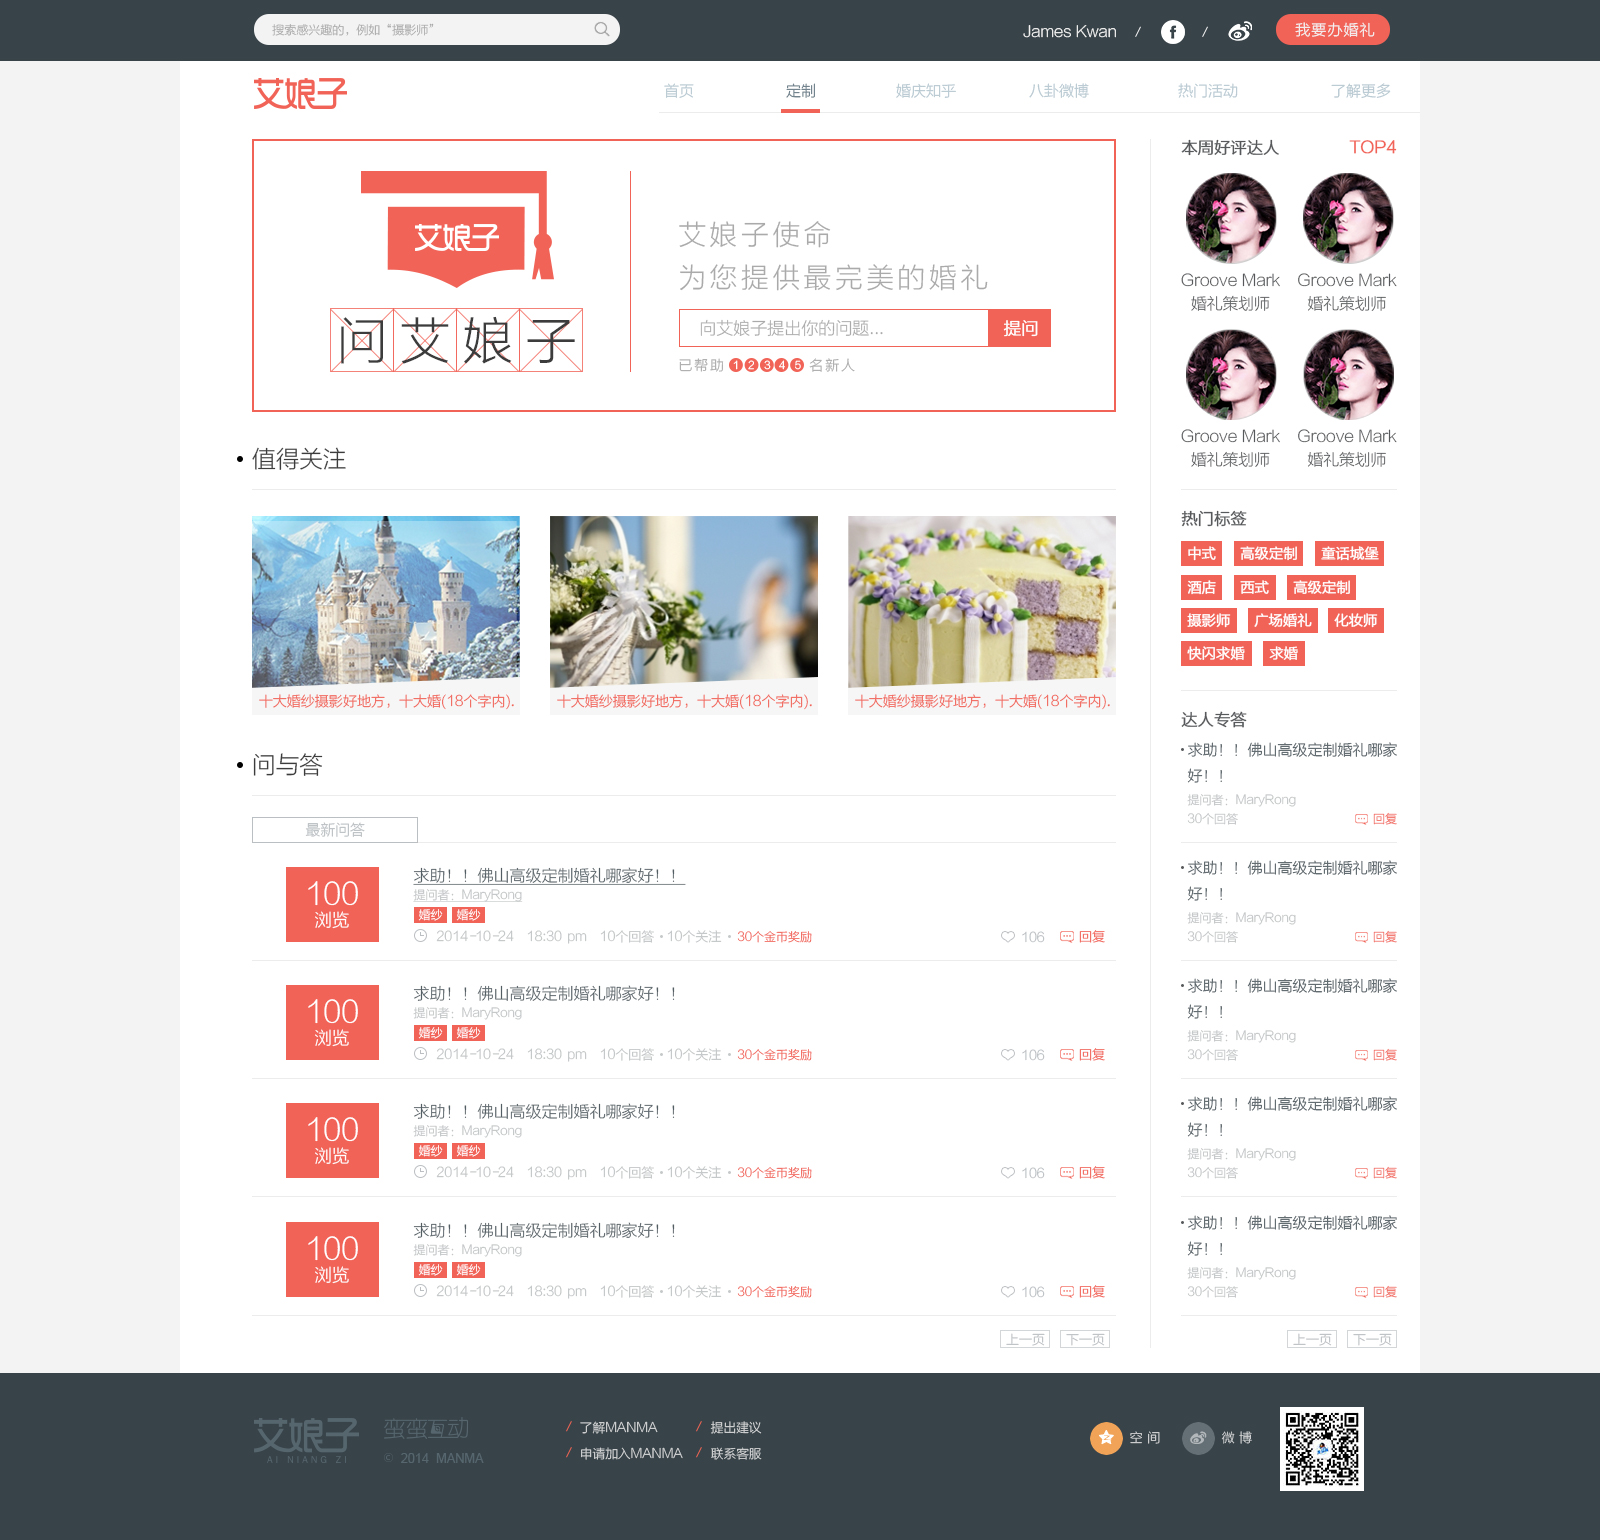 搜索感兴趣的，例如“摄影师”
James Kwan / / 我要办婚礼
艾娘子
首页 定制 婚庆知乎 八卦微博 热门活动 了解更多
艾娘子
问艾娘子
艾娘子使命
为您提供最完美的婚礼
向艾娘子提出你的问题... 提问
已帮助 1 2 3 4 5 名新人
本周好评达人 TOP4
Groove Mark Groove Mark
婚礼策划师 婚礼策划师
Groove Mark Groove Mark
婚礼策划师 婚礼策划师
值得关注
十大婚纱摄影好地方，十大婚(18个字内).
十大婚纱摄影好地方，十大婚(18个字内).
十大婚纱摄影好地方，十大婚(18个字内).
热门标签
中式 高级定制 童话城堡
酒店 西式 高级定制
摄影师 广场婚礼 化妆师
快闪求婚 求婚
问与答
最新问答
100
浏览
求助！！佛山高级定制婚礼哪家好！！
提问者：MaryRong
婚纱 婚纱
2014-10-24 18:30 pm 10个回答·10个关注 · 30个金币奖励 106 回复
100
浏览
求助！！佛山高级定制婚礼哪家好！！
提问者：MaryRong
婚纱 婚纱
2014-10-24 18:30 pm 10个回答·10个关注 · 30个金币奖励 106 回复
100
浏览
求助！！佛山高级定制婚礼哪家好！！
提问者：MaryRong
婚纱 婚纱
2014-10-24 18:30 pm 10个回答·10个关注 · 30个金币奖励 106 回复
100
浏览
求助！！佛山高级定制婚礼哪家好！！
提问者：MaryRong
婚纱 婚纱
2014-10-24 18:30 pm 10个回答·10个关注 · 30个金币奖励 106 回复
上一页 下一页
达人专答
·求助！！佛山高级定制婚礼哪家
好！！
提问者：MaryRong
30个回答 回复
·求助！！佛山高级定制婚礼哪家
好！！
提问者：MaryRong
30个回答 回复
·求助！！佛山高级定制婚礼哪家
好！！
提问者：MaryRong
30个回答 回复
·求助！！佛山高级定制婚礼哪家
好！！
提问者：MaryRong
30个回答 回复
·求助！！佛山高级定制婚礼哪家
好！！
提问者：MaryRong
30个回答 回复
上一页 下一页
艾娘子
AI NIANG ZI
蛮蛮互动
© 2014 MANMA
/ 了解MANMA / 提出建议
/ 申请加入MANMA / 联系客服
空间 微博